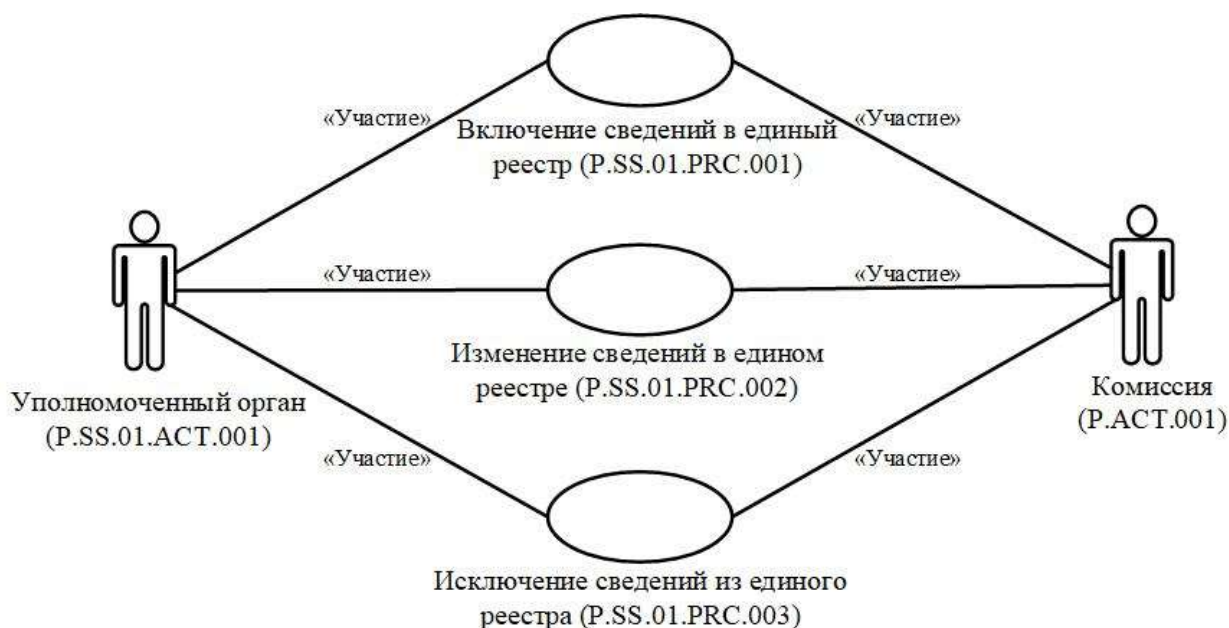 «Участие»
«Участие»
Включение сведений в единый
реестр (P.SS.01.PRC.001)
«Участие»
«Участие»
Изменение сведений в едином
реестре (P.SS.01.PRC.002)
Уполномоченный орган
(P.SS.01.ACT.001)
Комиссия
(P.ACT.001)
«Участие»
«Участие»
Исключение сведений из единого
реестра (P.SS.01.PRC.003)